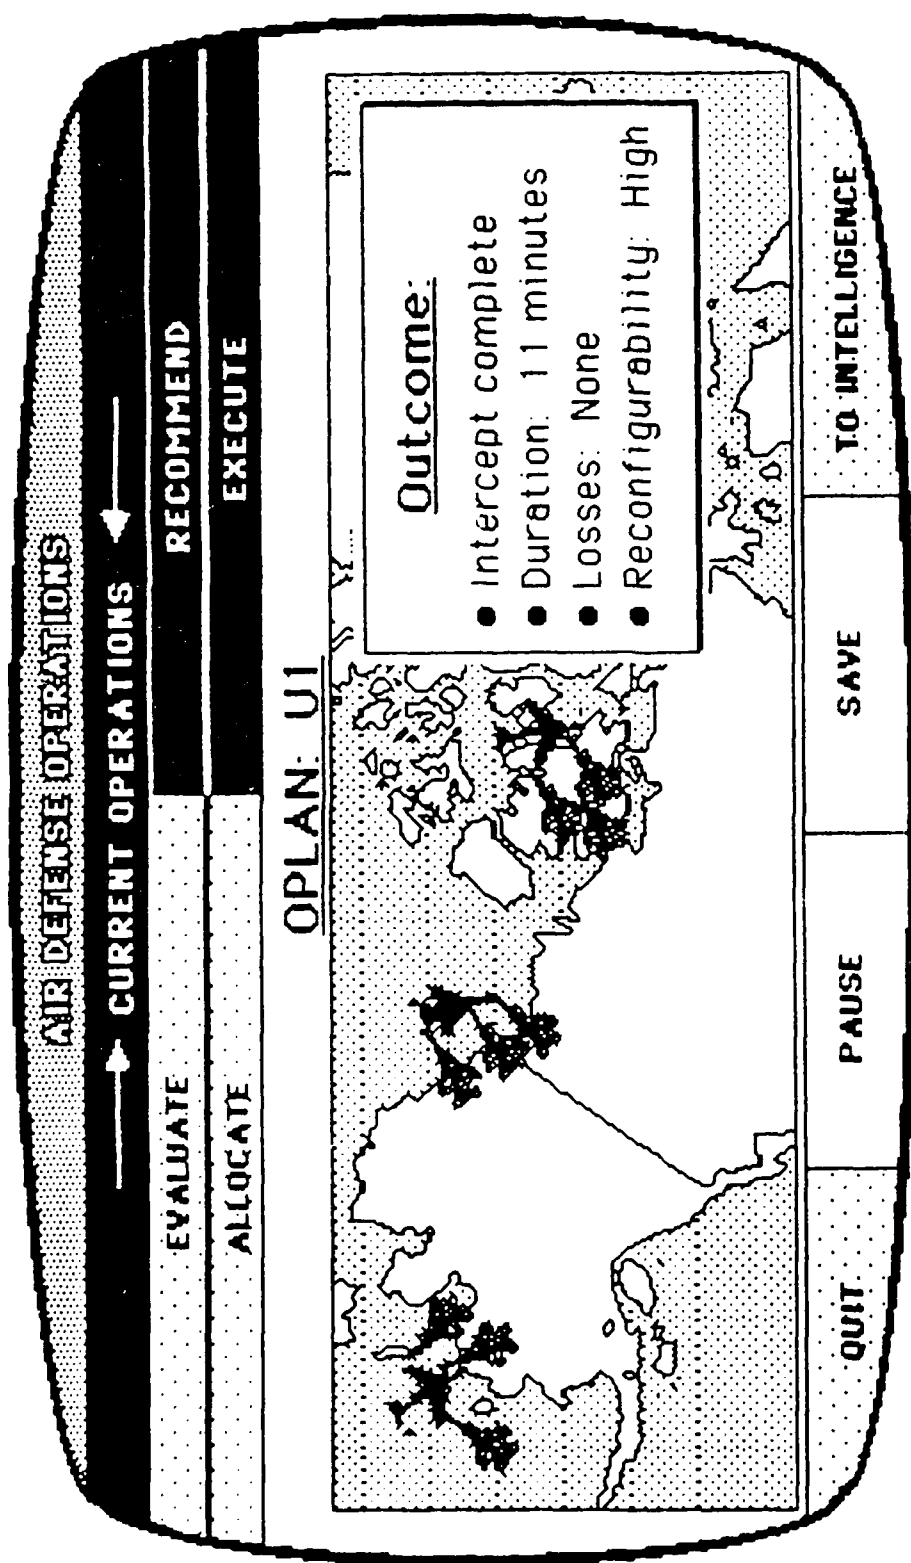 AIR DEFENSE OPERATIONS
CURRENT OPERATIONS
EVALUATE
RECOMMEND
ALLOCATE
EXECUTE
OPLAN: U1
Outcome:
● Intercept complete
● Duration: 11 minutes
● Losses: None
● Reconfigurability: High
QUIT
PAUSE
SAVE
TO INTELLIGENCE